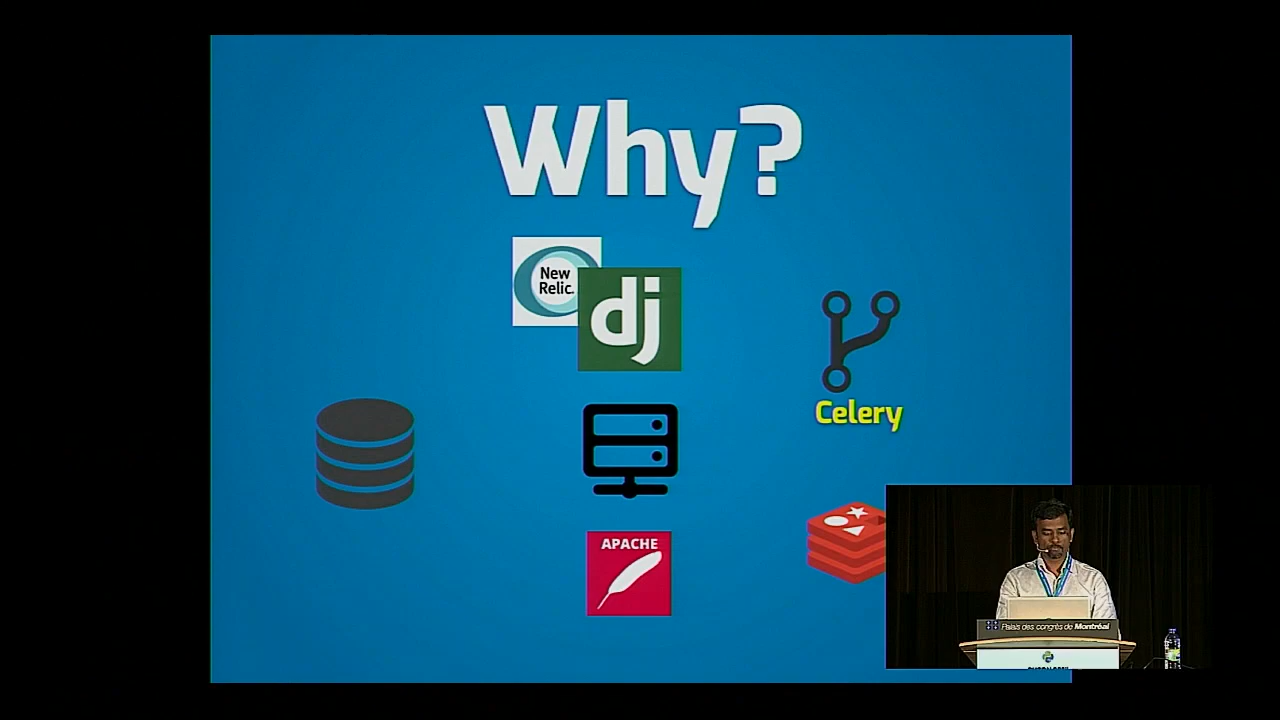 Why?
New
Relic.
dj
Celery
APACHE
Palais des congrès de Montréal